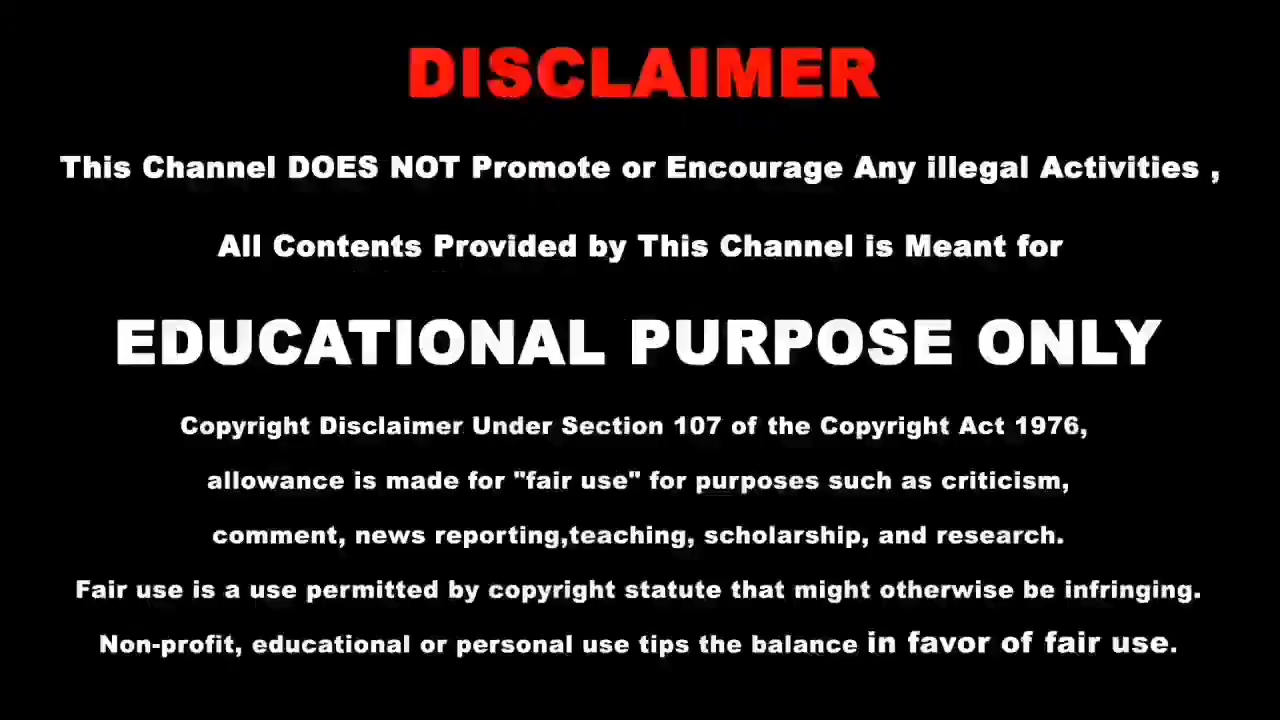 DISCLAIMER
This Channel DOES NOT Promote or Encourage Any illegal Activities ,
All Contents Provided by This Channel is Meant for
EDUCATIONAL PURPOSE ONLY
Copyright Disclaimer Under Section 107 of the Copyright Act 1976,
allowance is made for "fair use" for purposes such as criticism,
comment, news reporting,teaching, scholarship, and research.
Fair use is a use permitted by copyright statute that might otherwise be infringing.
Non-profit, educational or personal use tips the balance in favor of fair use.